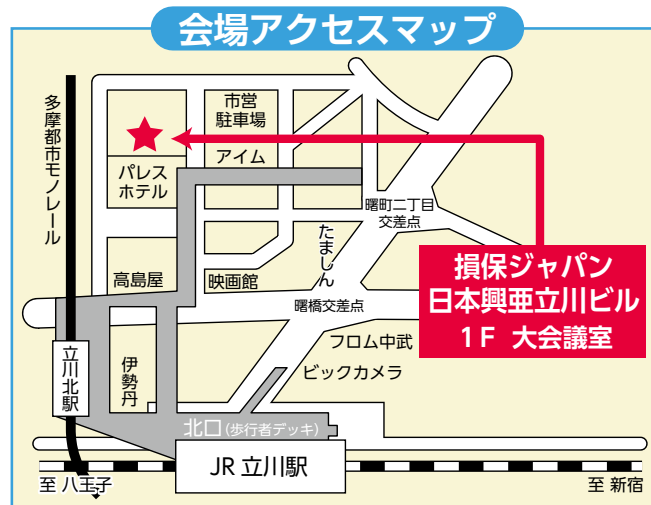 会場アクセスマップ
多摩都市モノレール
市営
駐車場
アイム
パレス
ホテル
曙町二丁目
交差点
たましん
高島屋
映画館
曙橋交差点
損保ジャパン
日本興亜立川ビル
1F 大会議室
フロム中武
ビックカメラ
伊勢丹
立川北駅
北口(歩行者デッキ)
JR 立川駅
至 八王子
至 新宿